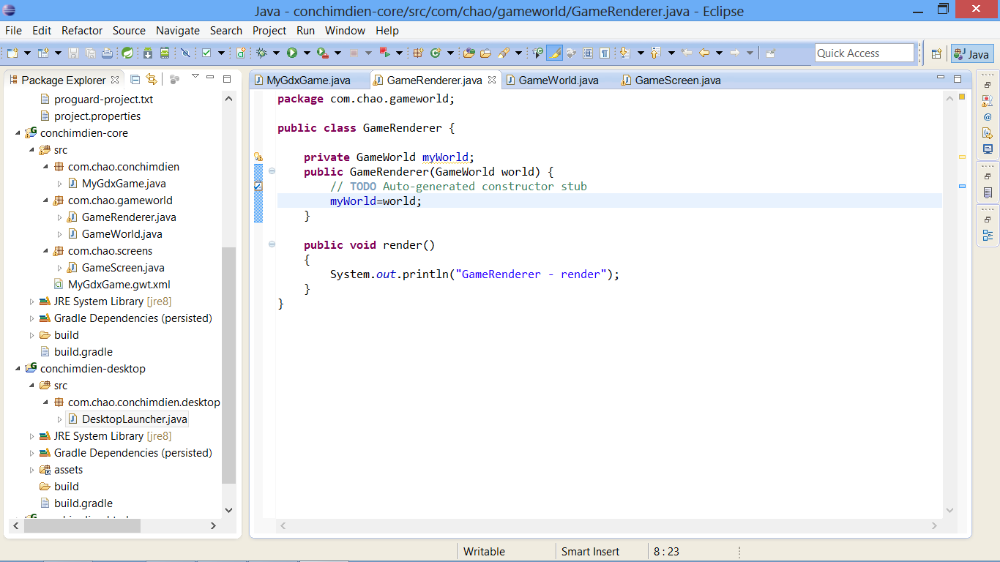 Java - conchimdien-core/src/com/chao/gameworld/GameRenderer.java - Eclipse
File Edit Refactor Source Navigate Search Project Run Window Help
Quick Access
Java
Package Explorer
proguard-project.txt
project.properties
conchimdien-core
src
com.chao.conchimdien
MyGdxGame.java
com.chao.gameworld
GameRenderer.java
GameWorld.java
com.chao.screens
GameScreen.java
MyGdxGame.gwt.xml
JRE System Library [jre8]
Gradle Dependencies (persisted)
build
build.gradle
conchimdien-desktop
src
com.chao.conchimdien.desktop
DesktopLauncher.java
JRE System Library [jre8]
Gradle Dependencies (persisted)
assets
build
build.gradle
MyGdxGame.java GameRenderer.java GameWorld.java GameScreen.java
package com.chao.gameworld;
public class GameRenderer {
private GameWorld myWorld;
public GameRenderer(GameWorld world) {
// TODO Auto-generated constructor stub
myWorld=world;
}
public void render()
{
System.out.println("GameRenderer - render");
}
}
Writable Smart Insert 8 : 23